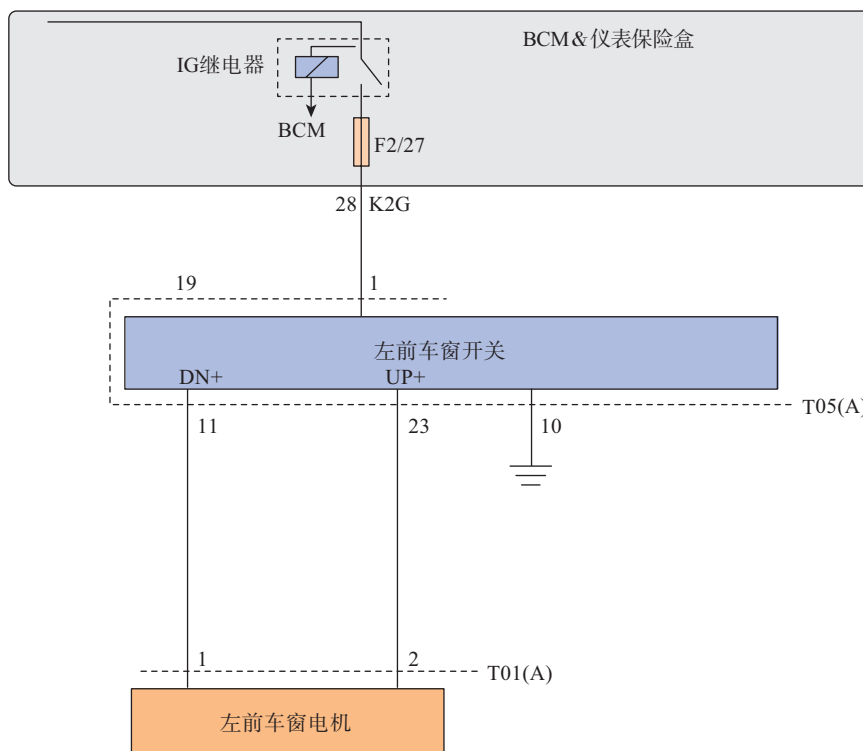 BCM&仪表保险盒
IG继电器
BCM
F2/27
28 K2G
19 1
左前车窗开关
DN+ UP+
T05(A)
11 23 10
1 2
T01(A)
左前车窗电机